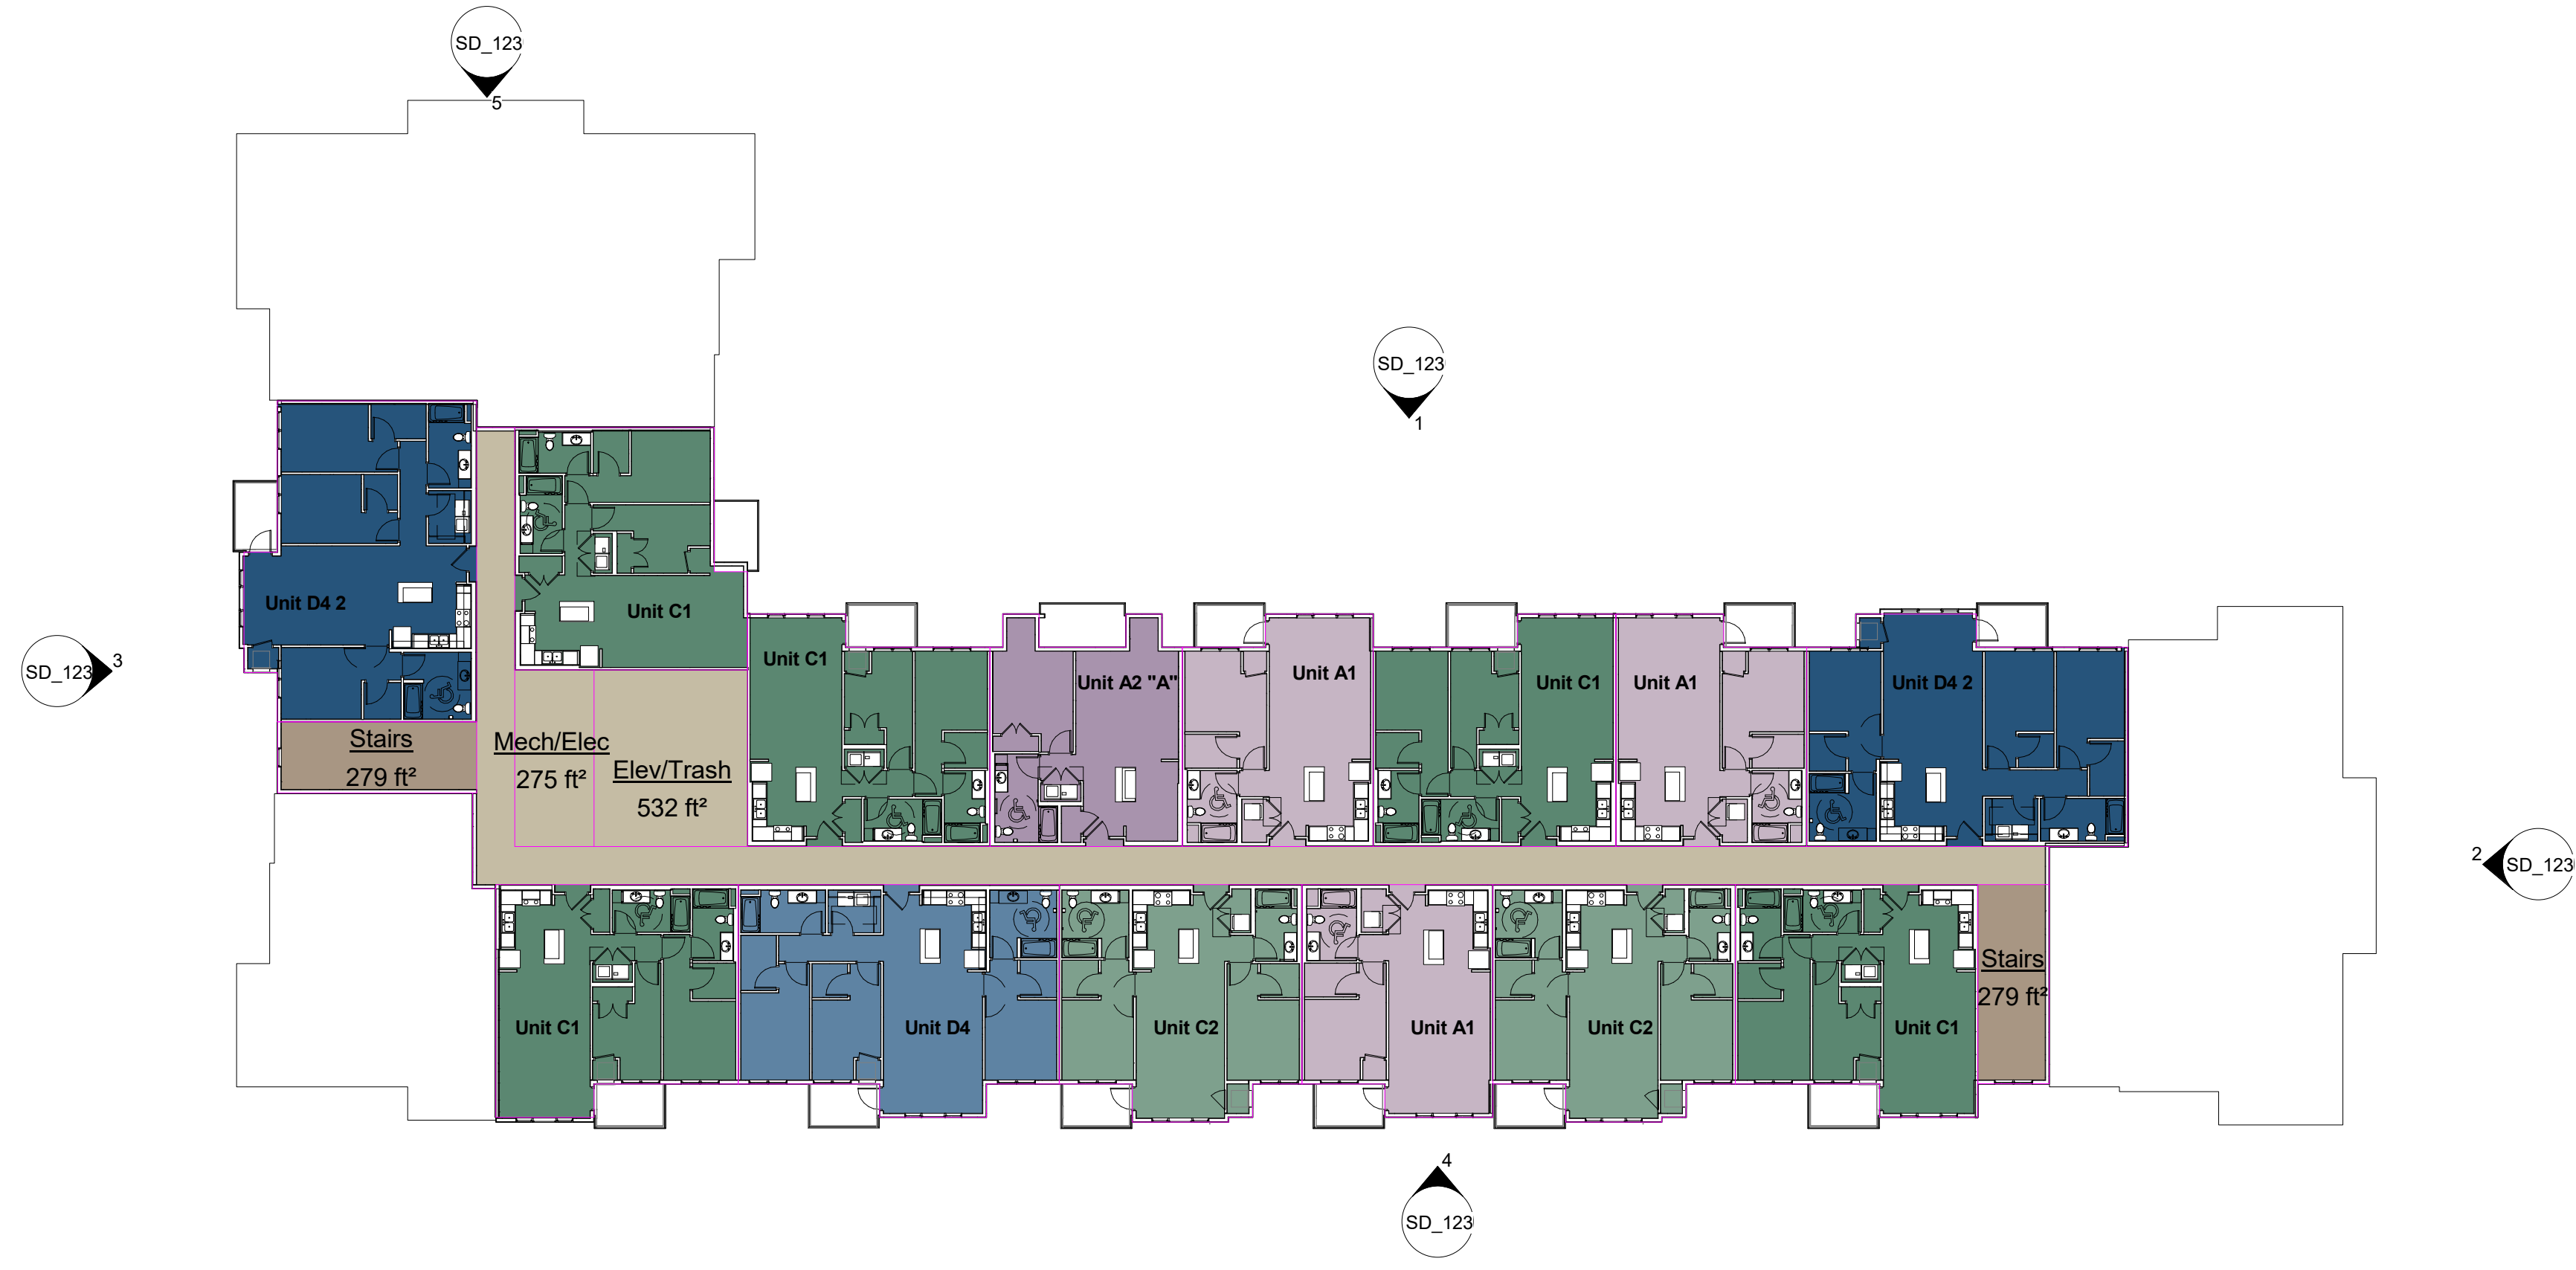 SD_123
5
SD_123
1
Unit D4 2
Unit C1
SD_123
3
Unit C1
Unit A2 "A"
Unit A1
Unit C1
Unit A1
Unit D4 2
Stairs
279 ft²
Mech/Elec
275 ft²
Elev/Trash
532 ft²
2
SD_123
Unit C1
Unit D4
Unit C2
Unit A1
Unit C2
Unit C1
Stairs
279 ft²
4
SD_123